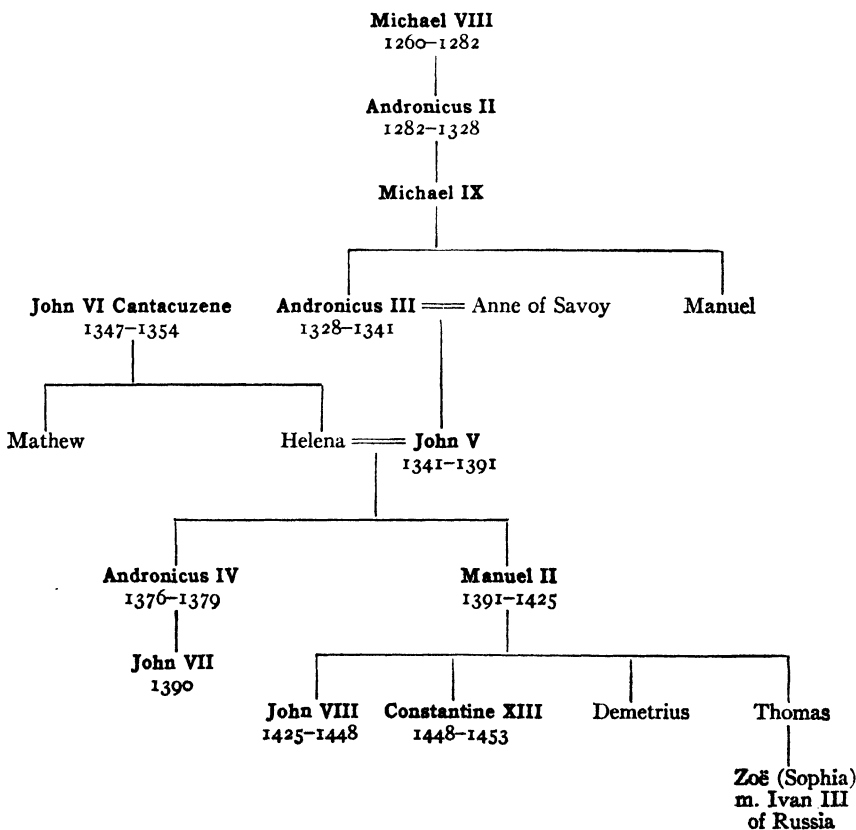 Michael VIII
1260–1282
Andronicus II
1282–1328
Michael IX
John VI Cantacuzene
1347–1354
Andronicus III
1328–1341
Anne of Savoy
Manuel
Mathew
Helena
John V
1341–1391
Andronicus IV
1376–1379
Manuel II
1391–1425
John VII
1390
John VIII
1425–1448
Constantine XIII
1448–1453
Demetrius
Thomas
Zoë (Sophia)
m. Ivan III
of Russia